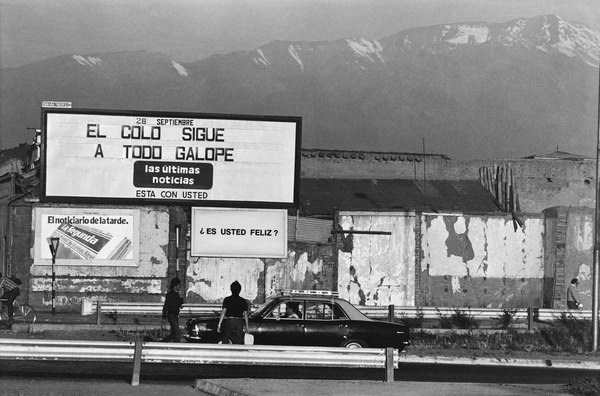 28 SEPTIEMBRE
EL COLO SIGUE
A TODO GALOPE
las últimas
noticias
ESTA CON USTED
El noticiario de la tarde.
la segunda
¿ ES USTED FELIZ ?